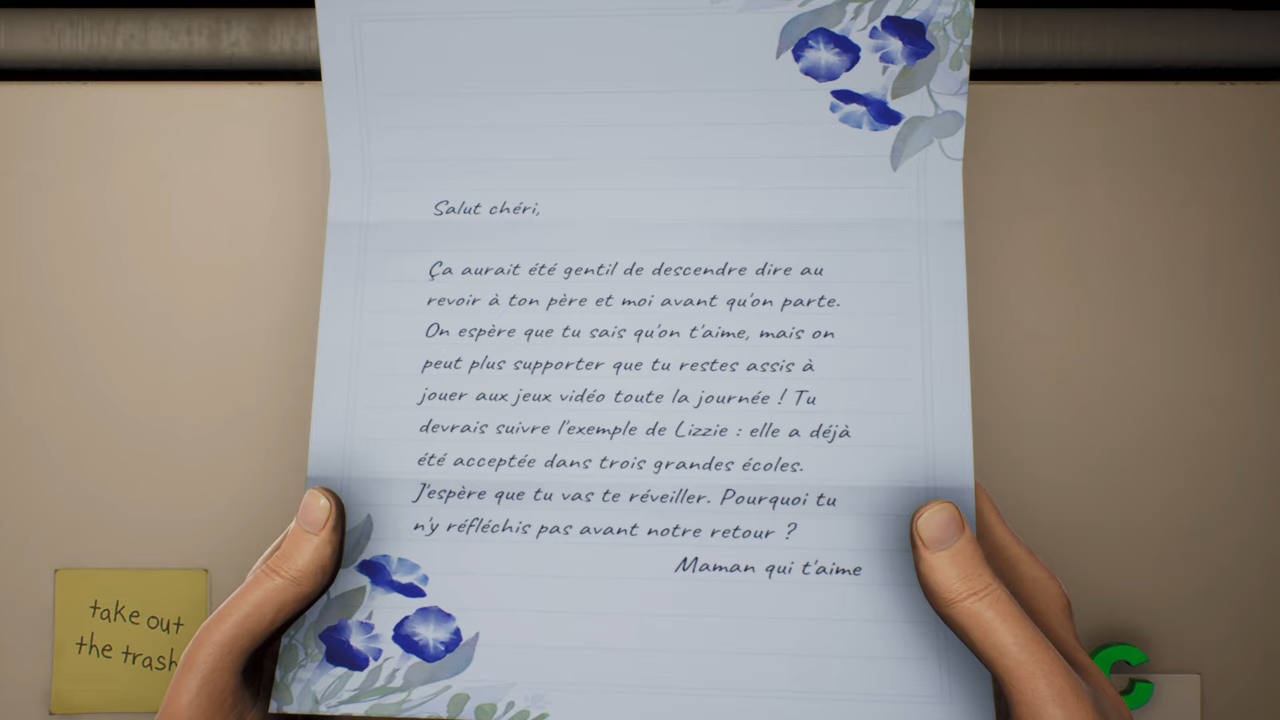 Salut chéri,
Ça aurait été gentil de descendre dire au
revoir à ton père et moi avant qu'on parte.
On espère que tu sais qu'on t'aime, mais on
peut plus supporter que tu restes assis à
jouer aux jeux vidéo toute la journée ! Tu
devrais suivre l'exemple de Lizzie : elle a déjà
été acceptée dans trois grandes écoles.
J'espère que tu vas te réveiller. Pourquoi tu
n'y réfléchis pas avant notre retour ?
Maman qui t'aime
take out
the trash
C